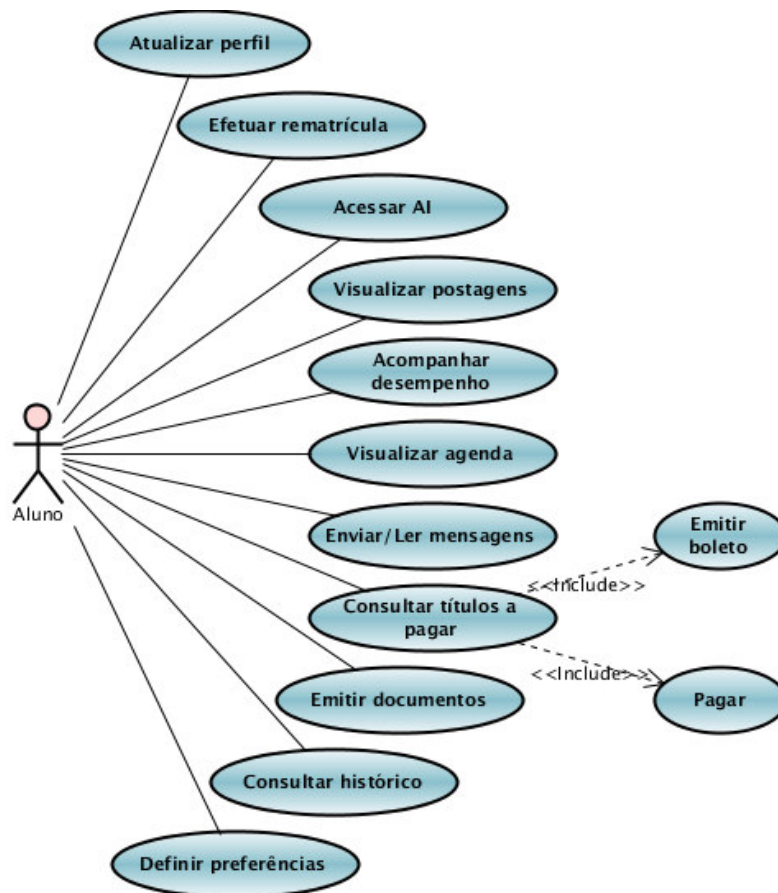 Atualizar perfil
Efetuar rematrícula
Acessar AI
Visualizar postagens
Acompanhar
desempenho
Visualizar agenda
Aluno
Enviar/Ler mensagens
Emitir
boleto
<<Include>>
Consultar títulos a
pagar
<<Include>>
Emitir documentos
Pagar
Consultar histórico
Definir preferências